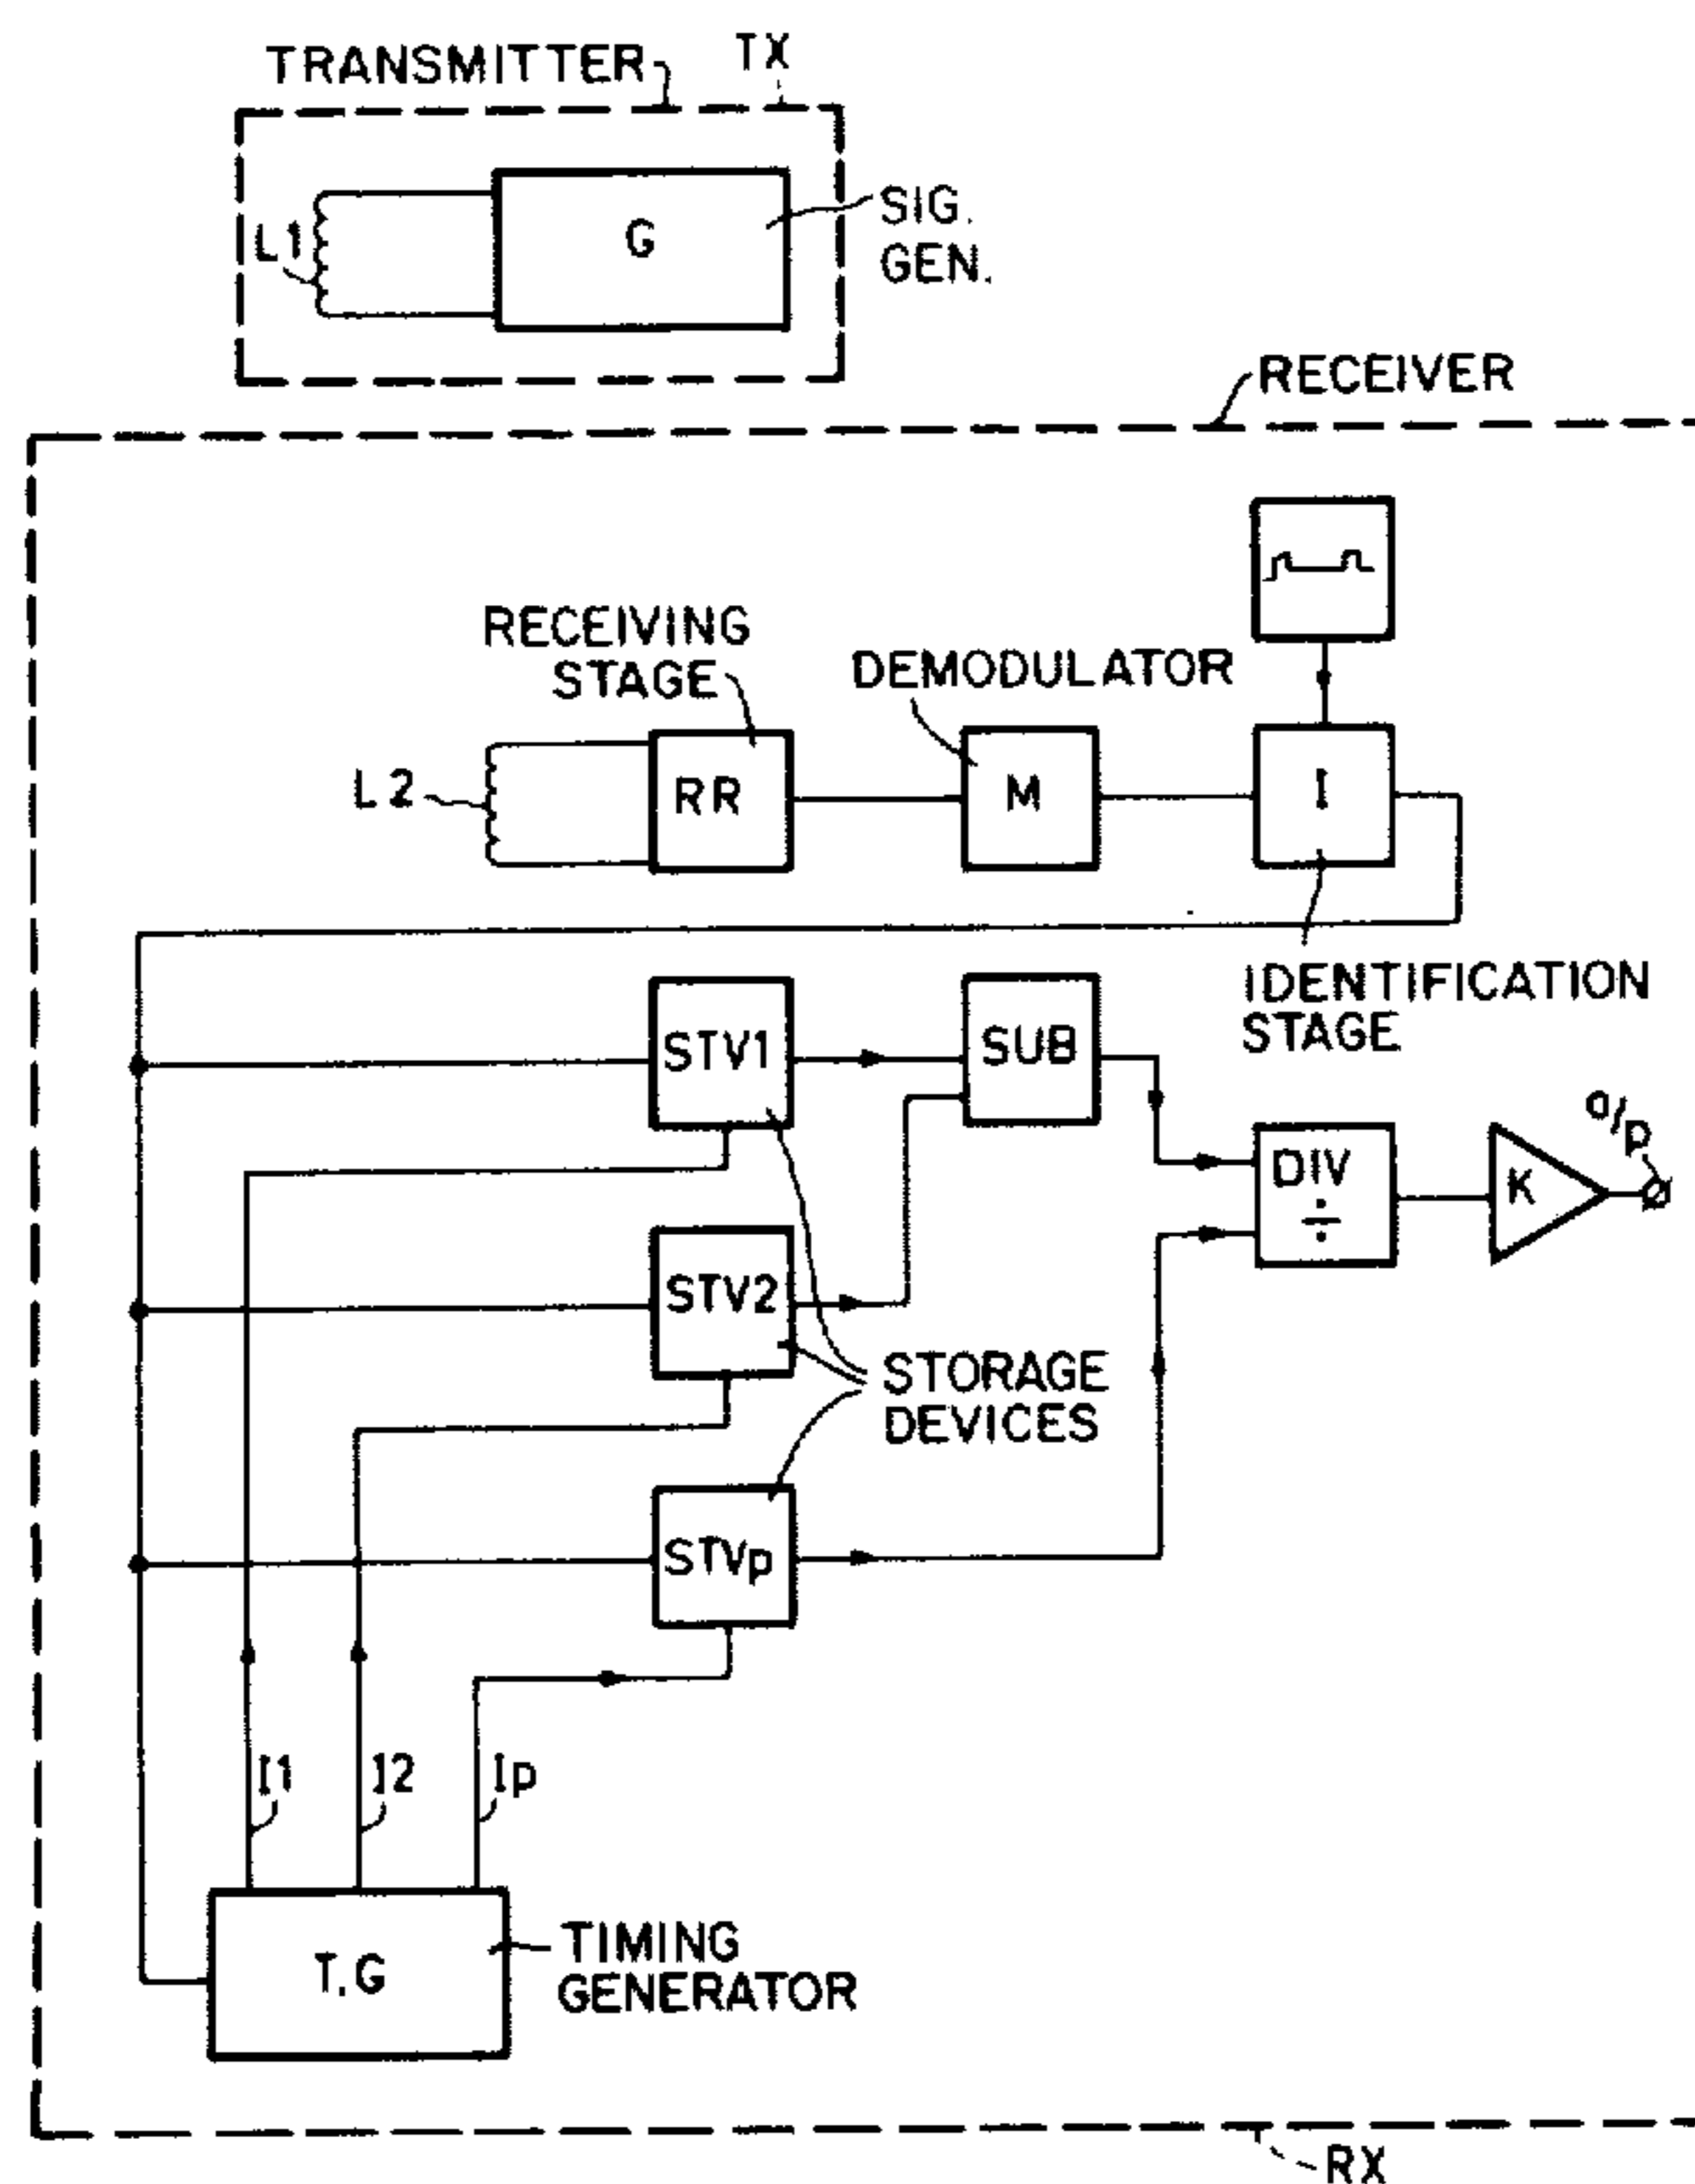 TRANSMITTER
TX
L1
G
SIG.
GEN.
RECEIVER
RECEIVING
STAGE
DEMODULATOR
L2
RR
M
I
IDENTIFICATION
STAGE
STV1
SUB
STV2
DIV
÷
K
a/p
STORAGE
DEVICES
STVp
I1
I2
Ip
T.G
TIMING
GENERATOR
RX